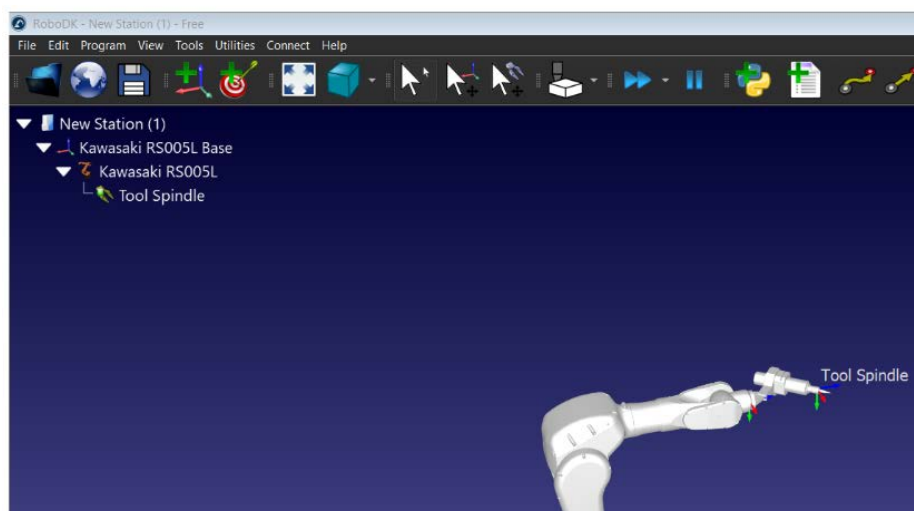 RoboDK - New Station (1) - Free
File Edit Program View Tools Utilities Connect Help
New Station (1)
Kawasaki RS005L Base
Kawasaki RS005L
Tool Spindle
Tool Spindle